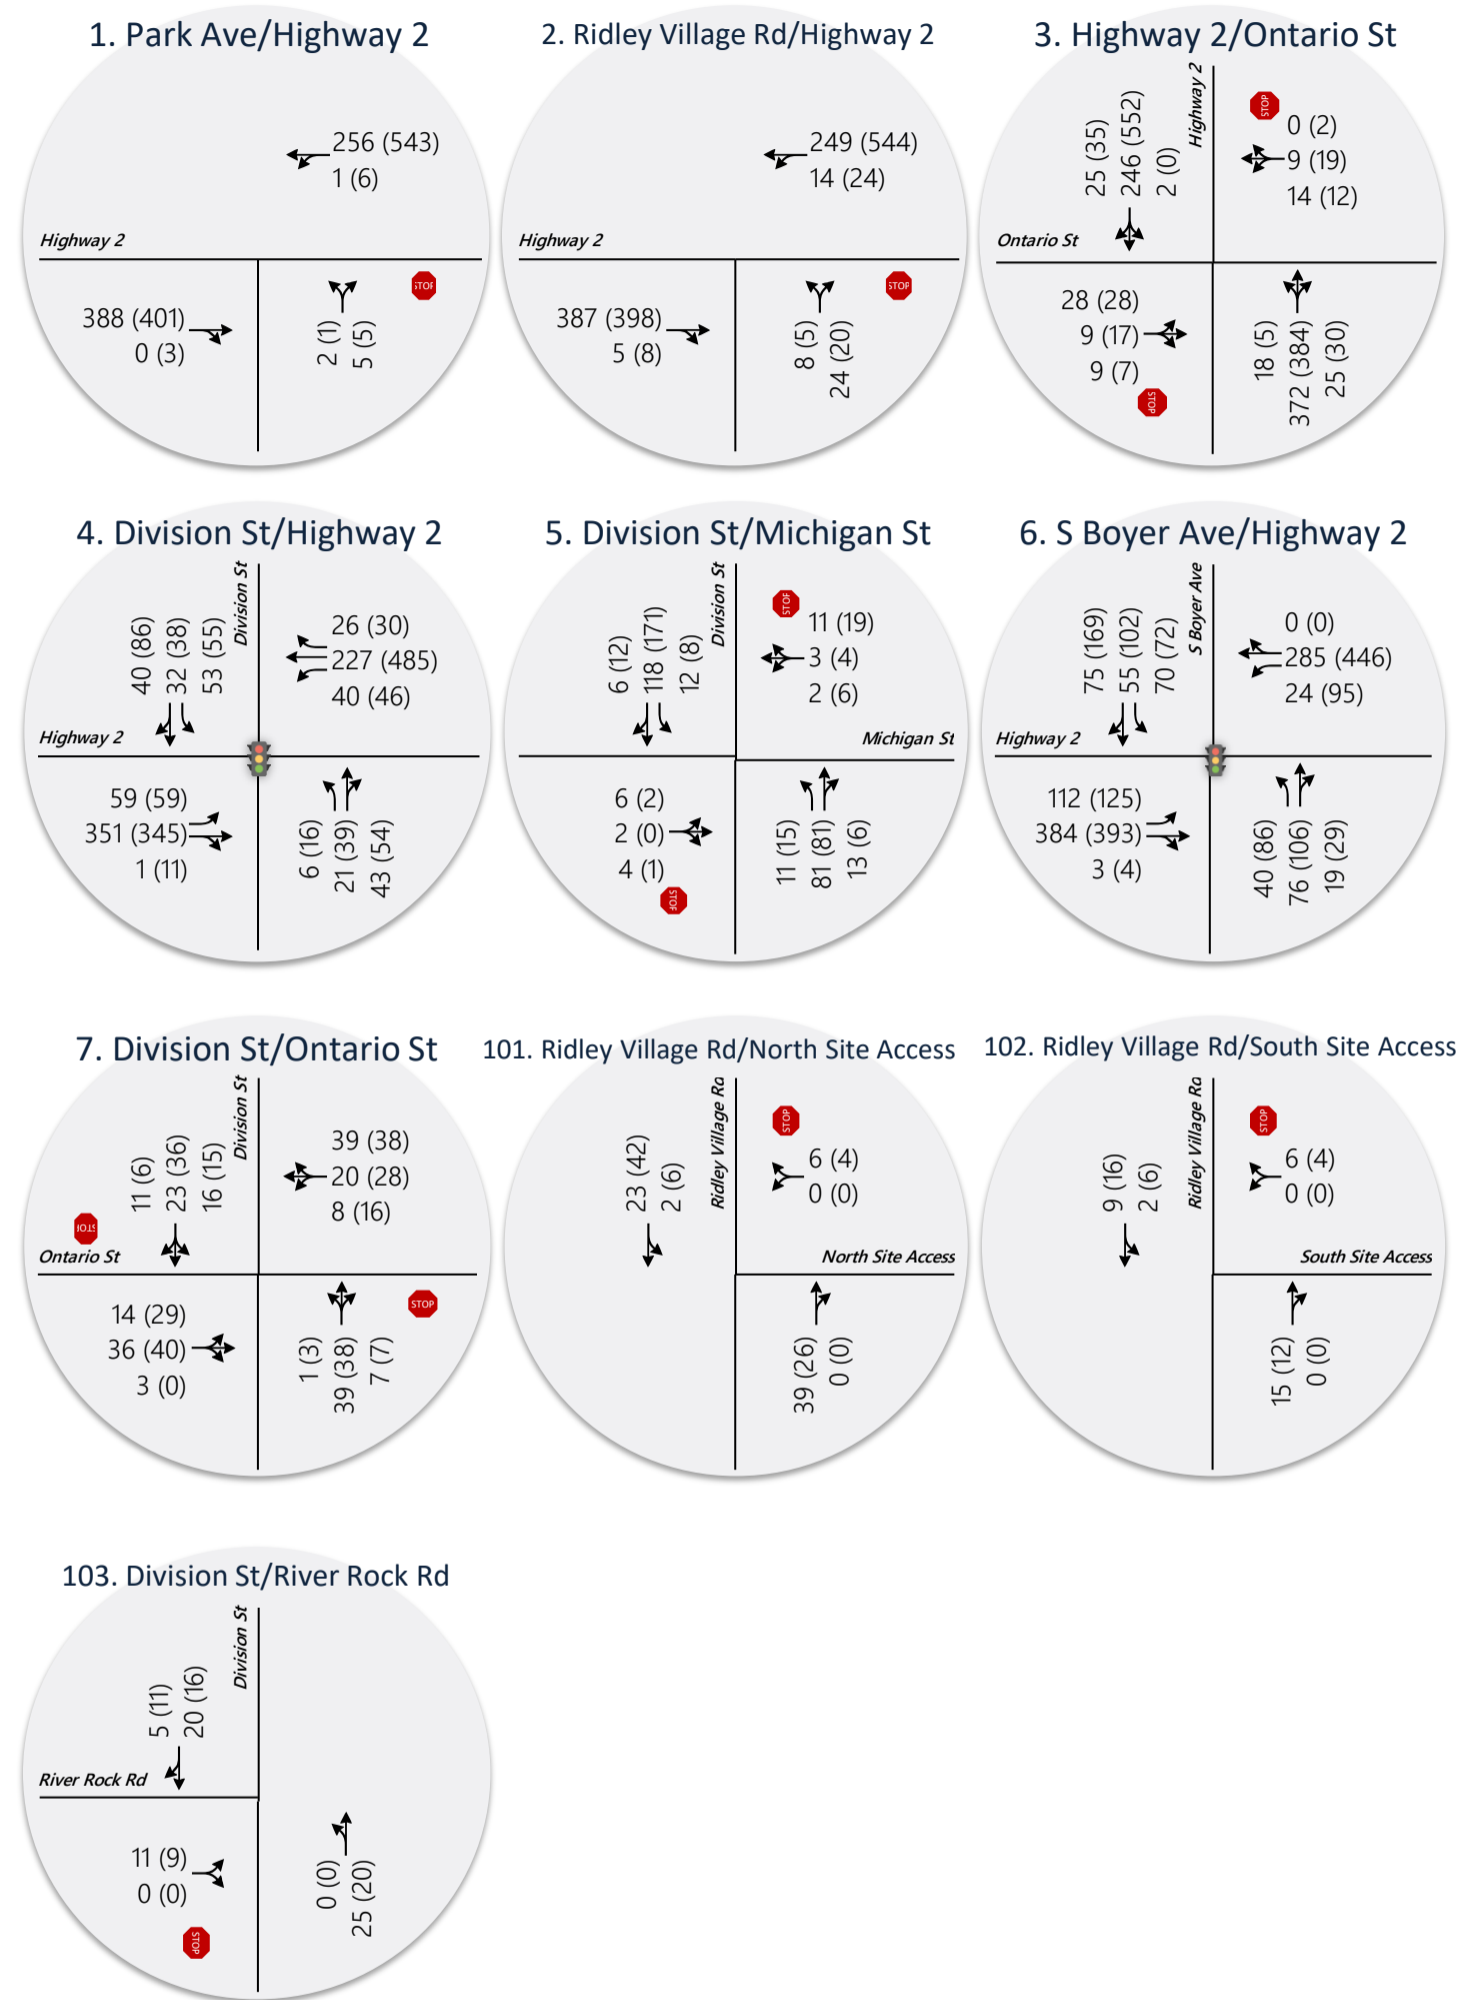 1. Park Ave/Highway 2
256 (543)
1 (6)
Highway 2
388 (401)
0 (3)
2 (1)
5 (5)
STOP
2. Ridley Village Rd/Highway 2
249 (544)
14 (24)
Highway 2
387 (398)
5 (8)
8 (5)
24 (20)
STOP
3. Highway 2/Ontario St
25 (35)
246 (552)
2 (0)
Highway 2
STOP
0 (2)
9 (19)
14 (12)
Ontario St
28 (28)
9 (17)
9 (7)
STOP
18 (5)
372 (384)
25 (30)
4. Division St/Highway 2
40 (86)
32 (38)
53 (55)
Division St
26 (30)
227 (485)
40 (46)
Highway 2
59 (59)
351 (345)
1 (11)
6 (16)
21 (39)
43 (54)
5. Division St/Michigan St
6 (12)
118 (171)
12 (8)
Division St
STOP
11 (19)
3 (4)
2 (6)
Michigan St
6 (2)
2 (0)
4 (1)
STOP
11 (15)
81 (81)
13 (6)
6. S Boyer Ave/Highway 2
75 (169)
55 (102)
70 (72)
S Boyer Ave
0 (0)
285 (446)
24 (95)
Highway 2
112 (125)
384 (393)
3 (4)
40 (86)
76 (106)
19 (29)
7. Division St/Ontario St
11 (6)
23 (36)
16 (15)
Division St
39 (38)
20 (28)
8 (16)
STOP
Ontario St
14 (29)
36 (40)
3 (0)
1 (3)
39 (38)
7 (7)
STOP
101. Ridley Village Rd/North Site Access
23 (42)
2 (6)
Ridley Village Rd
STOP
6 (4)
0 (0)
North Site Access
39 (26)
0 (0)
102. Ridley Village Rd/South Site Access
9 (16)
2 (6)
Ridley Village Rd
STOP
6 (4)
0 (0)
South Site Access
15 (12)
0 (0)
103. Division St/River Rock Rd
5 (11)
20 (16)
Division St
River Rock Rd
11 (9)
0 (0)
STOP
0 (0)
25 (20)